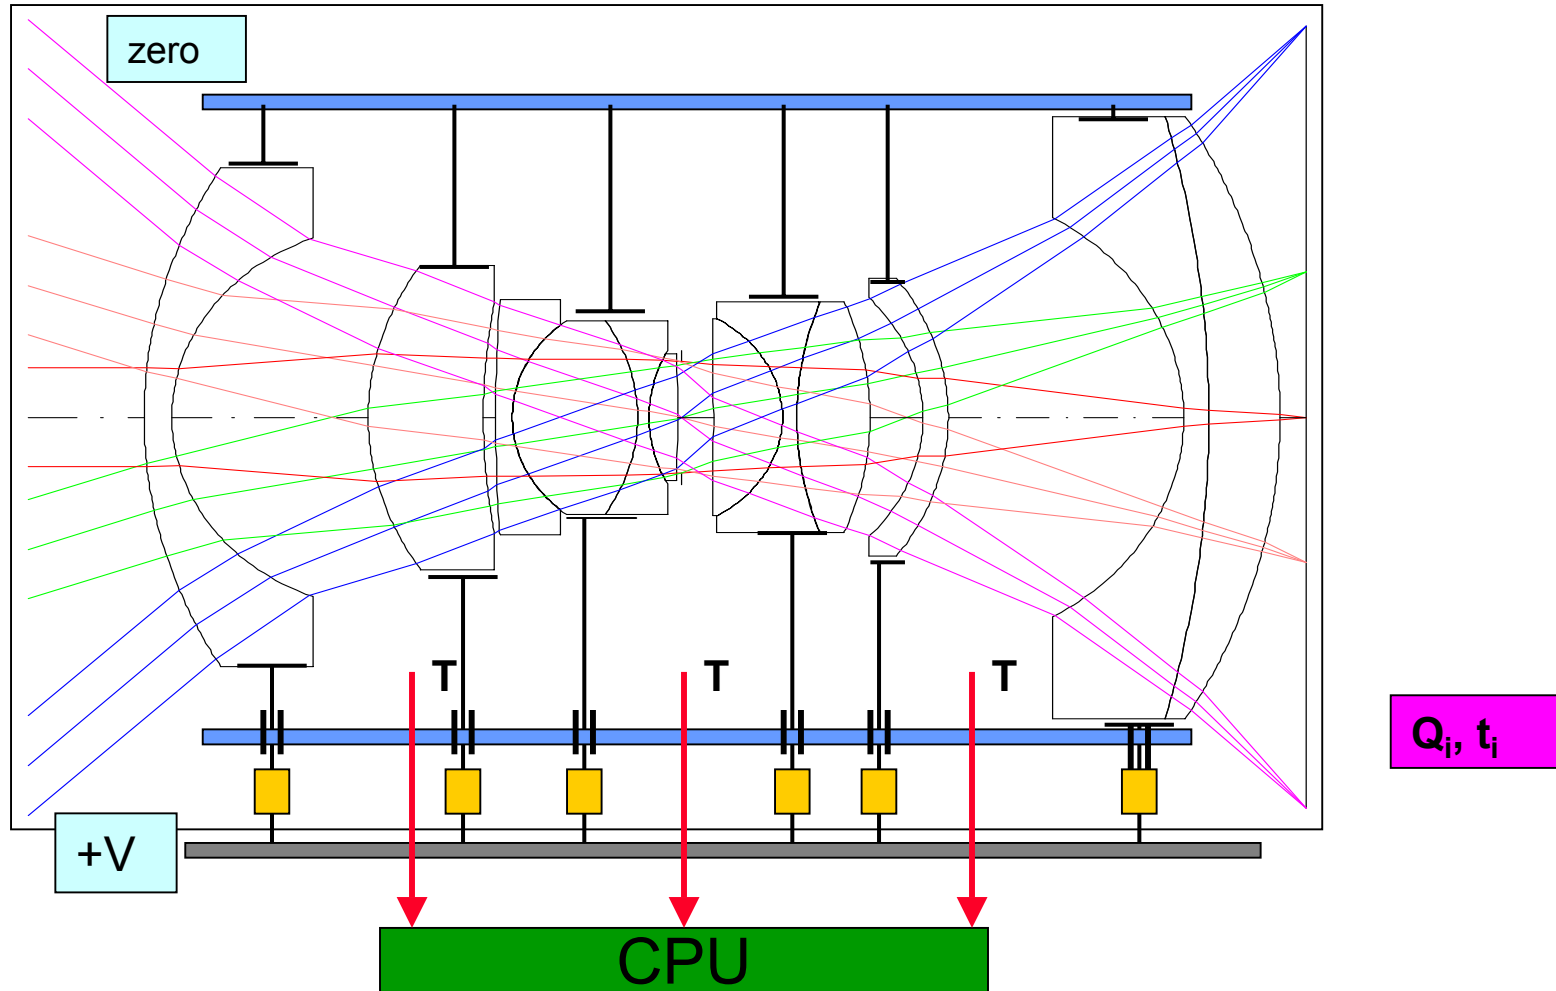 zero
T T T
Qi, ti
+V
CPU